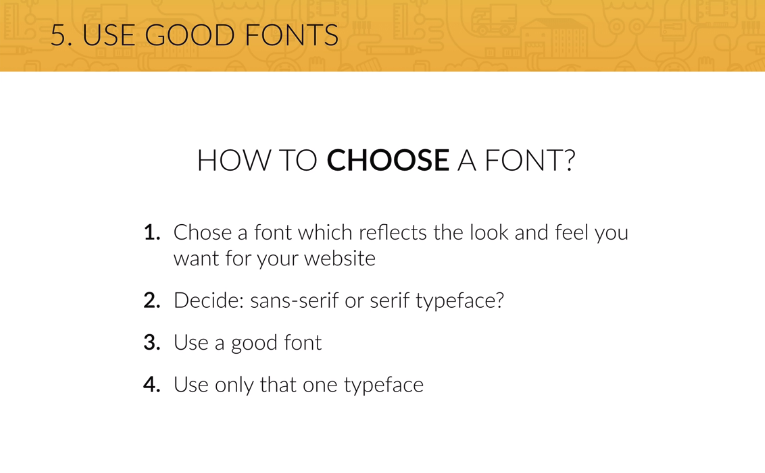 5. USE GOOD FONTS
HOW TO CHOOSE A FONT?
1. Chose a font which reflects the look and feel you
want for your website
2. Decide: sans-serif or serif typeface?
3. Use a good font
4. Use only that one typeface